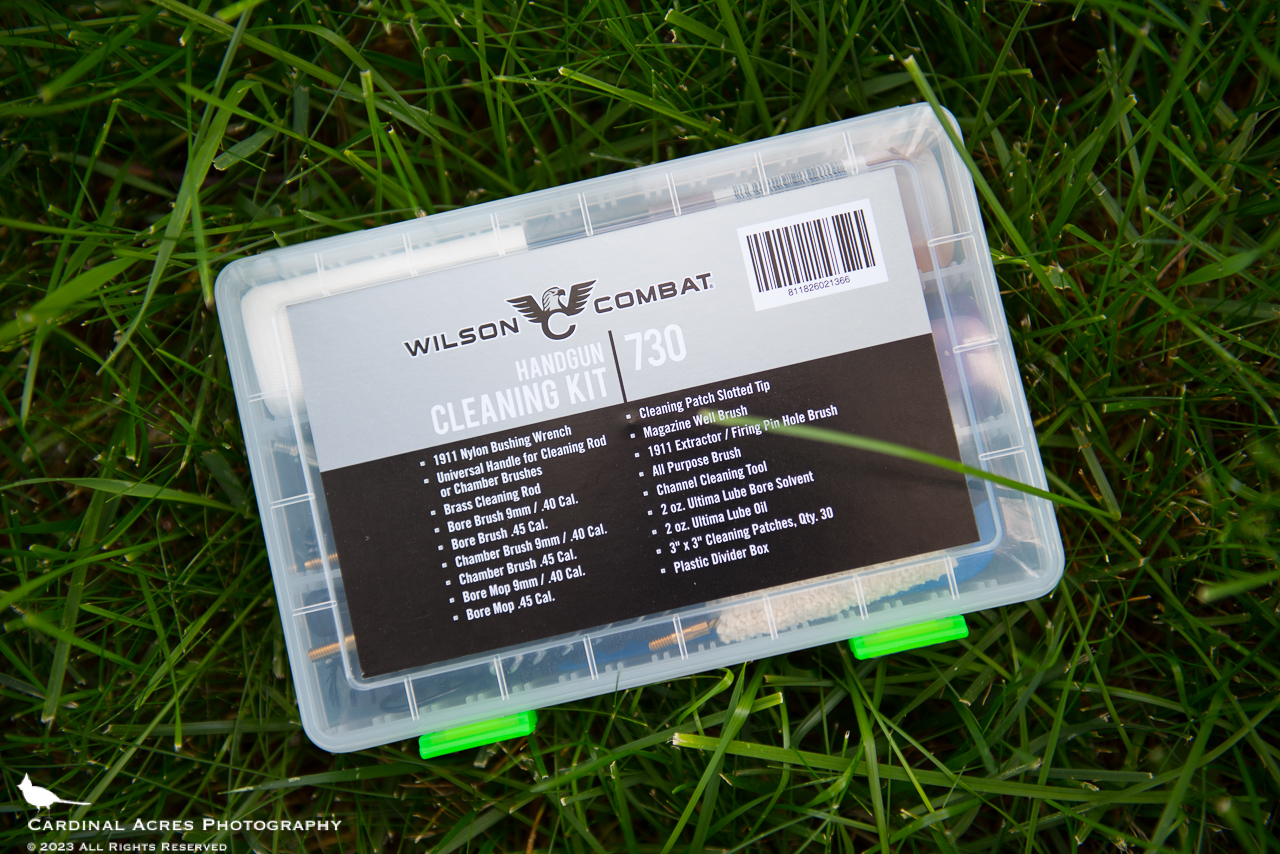 811826021366
WILSON COMBAT
HANDGUN
CLEANING KIT
730
▪ 1911 Nylon Bushing Wrench
▪ Universal Handle for Cleaning Rod
or Chamber Brushes
▪ Brass Cleaning Rod
▪ Bore Brush 9mm / .40 Cal.
▪ Bore Brush .45 Cal.
▪ Chamber Brush 9mm / .40 Cal.
▪ Chamber Brush .45 Cal.
▪ Bore Mop 9mm / .40 Cal.
▪ Bore Mop .45 Cal.
▪ Cleaning Patch Slotted Tip
▪ Magazine Well Brush
▪ 1911 Extractor / Firing Pin Hole Brush
▪ All Purpose Brush
▪ Channel Cleaning Tool
▪ 2 oz. Ultima Lube Bore Solvent
▪ 2 oz. Ultima Lube Oil
▪ 3" x 3" Cleaning Patches, Qty. 30
▪ Plastic Divider Box
CARDINAL ACRES PHOTOGRAPHY
© 2023 ALL RIGHTS RESERVED